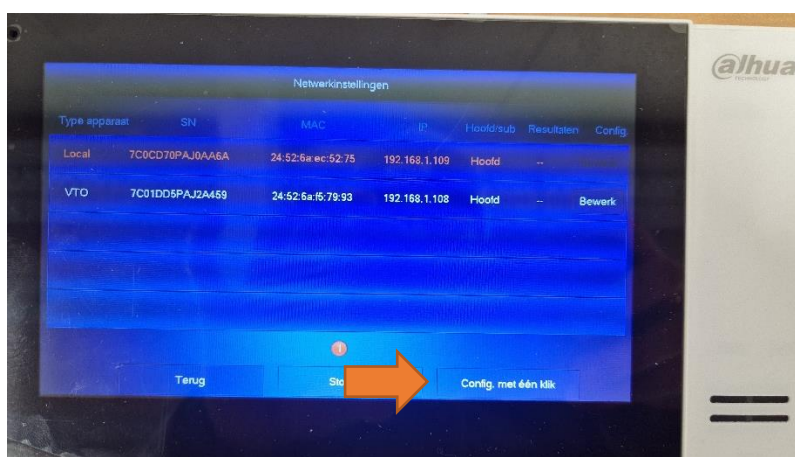 Netwerkinstellingen
alhua
TECHNOLOGY
Type apparaat SN MAC IP Hoofd/sub Resultaten Config
Local 7C0CD70PAJ0AA6A 24:52:6a:ec:52:75 192.168.1.109 Hoofd --
VTO 7C01DD5PAJ2A459 24:52:6a:f5:79:93 192.168.1.108 Hoofd -- Bewerk
Terug Sto Config. met één klik